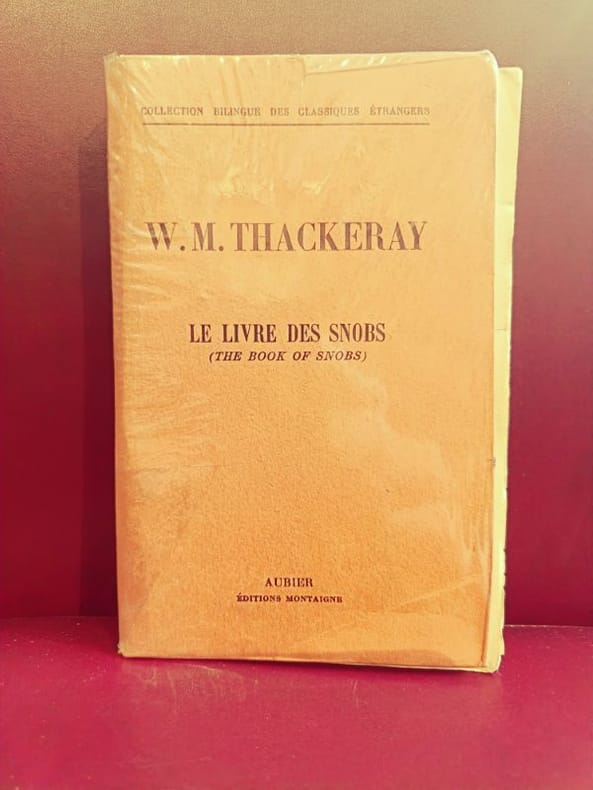 COLLECTION BILINGUE DES CLASSIQUES ÉTRANGERS
W. M. THACKERAY
LE LIVRE DES SNOBS
(THE BOOK OF SNOBS)
AUBIER
ÉDITIONS MONTAIGNE